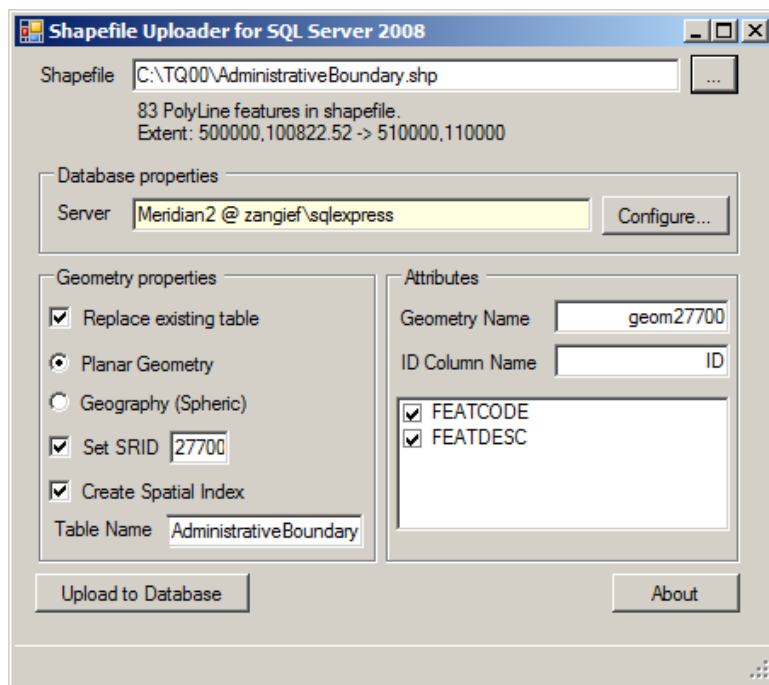 Shapefile Uploader for SQL Server 2008
Shapefile C:\TQ00\AdministrativeBoundary.shp ...
83 PolyLine features in shapefile.
Extent: 500000,100822.52 -> 510000,110000
Database properties
Server Meridian2 @ zangief\sqlexpress Configure...
Geometry properties
Replace existing table
Planar Geometry
Geography (Spheric)
Set SRID 27700
Create Spatial Index
Table Name AdministrativeBoundary
Attributes
Geometry Name geom27700
ID Column Name ID
FEATCODE
FEATDESC
Upload to Database
About